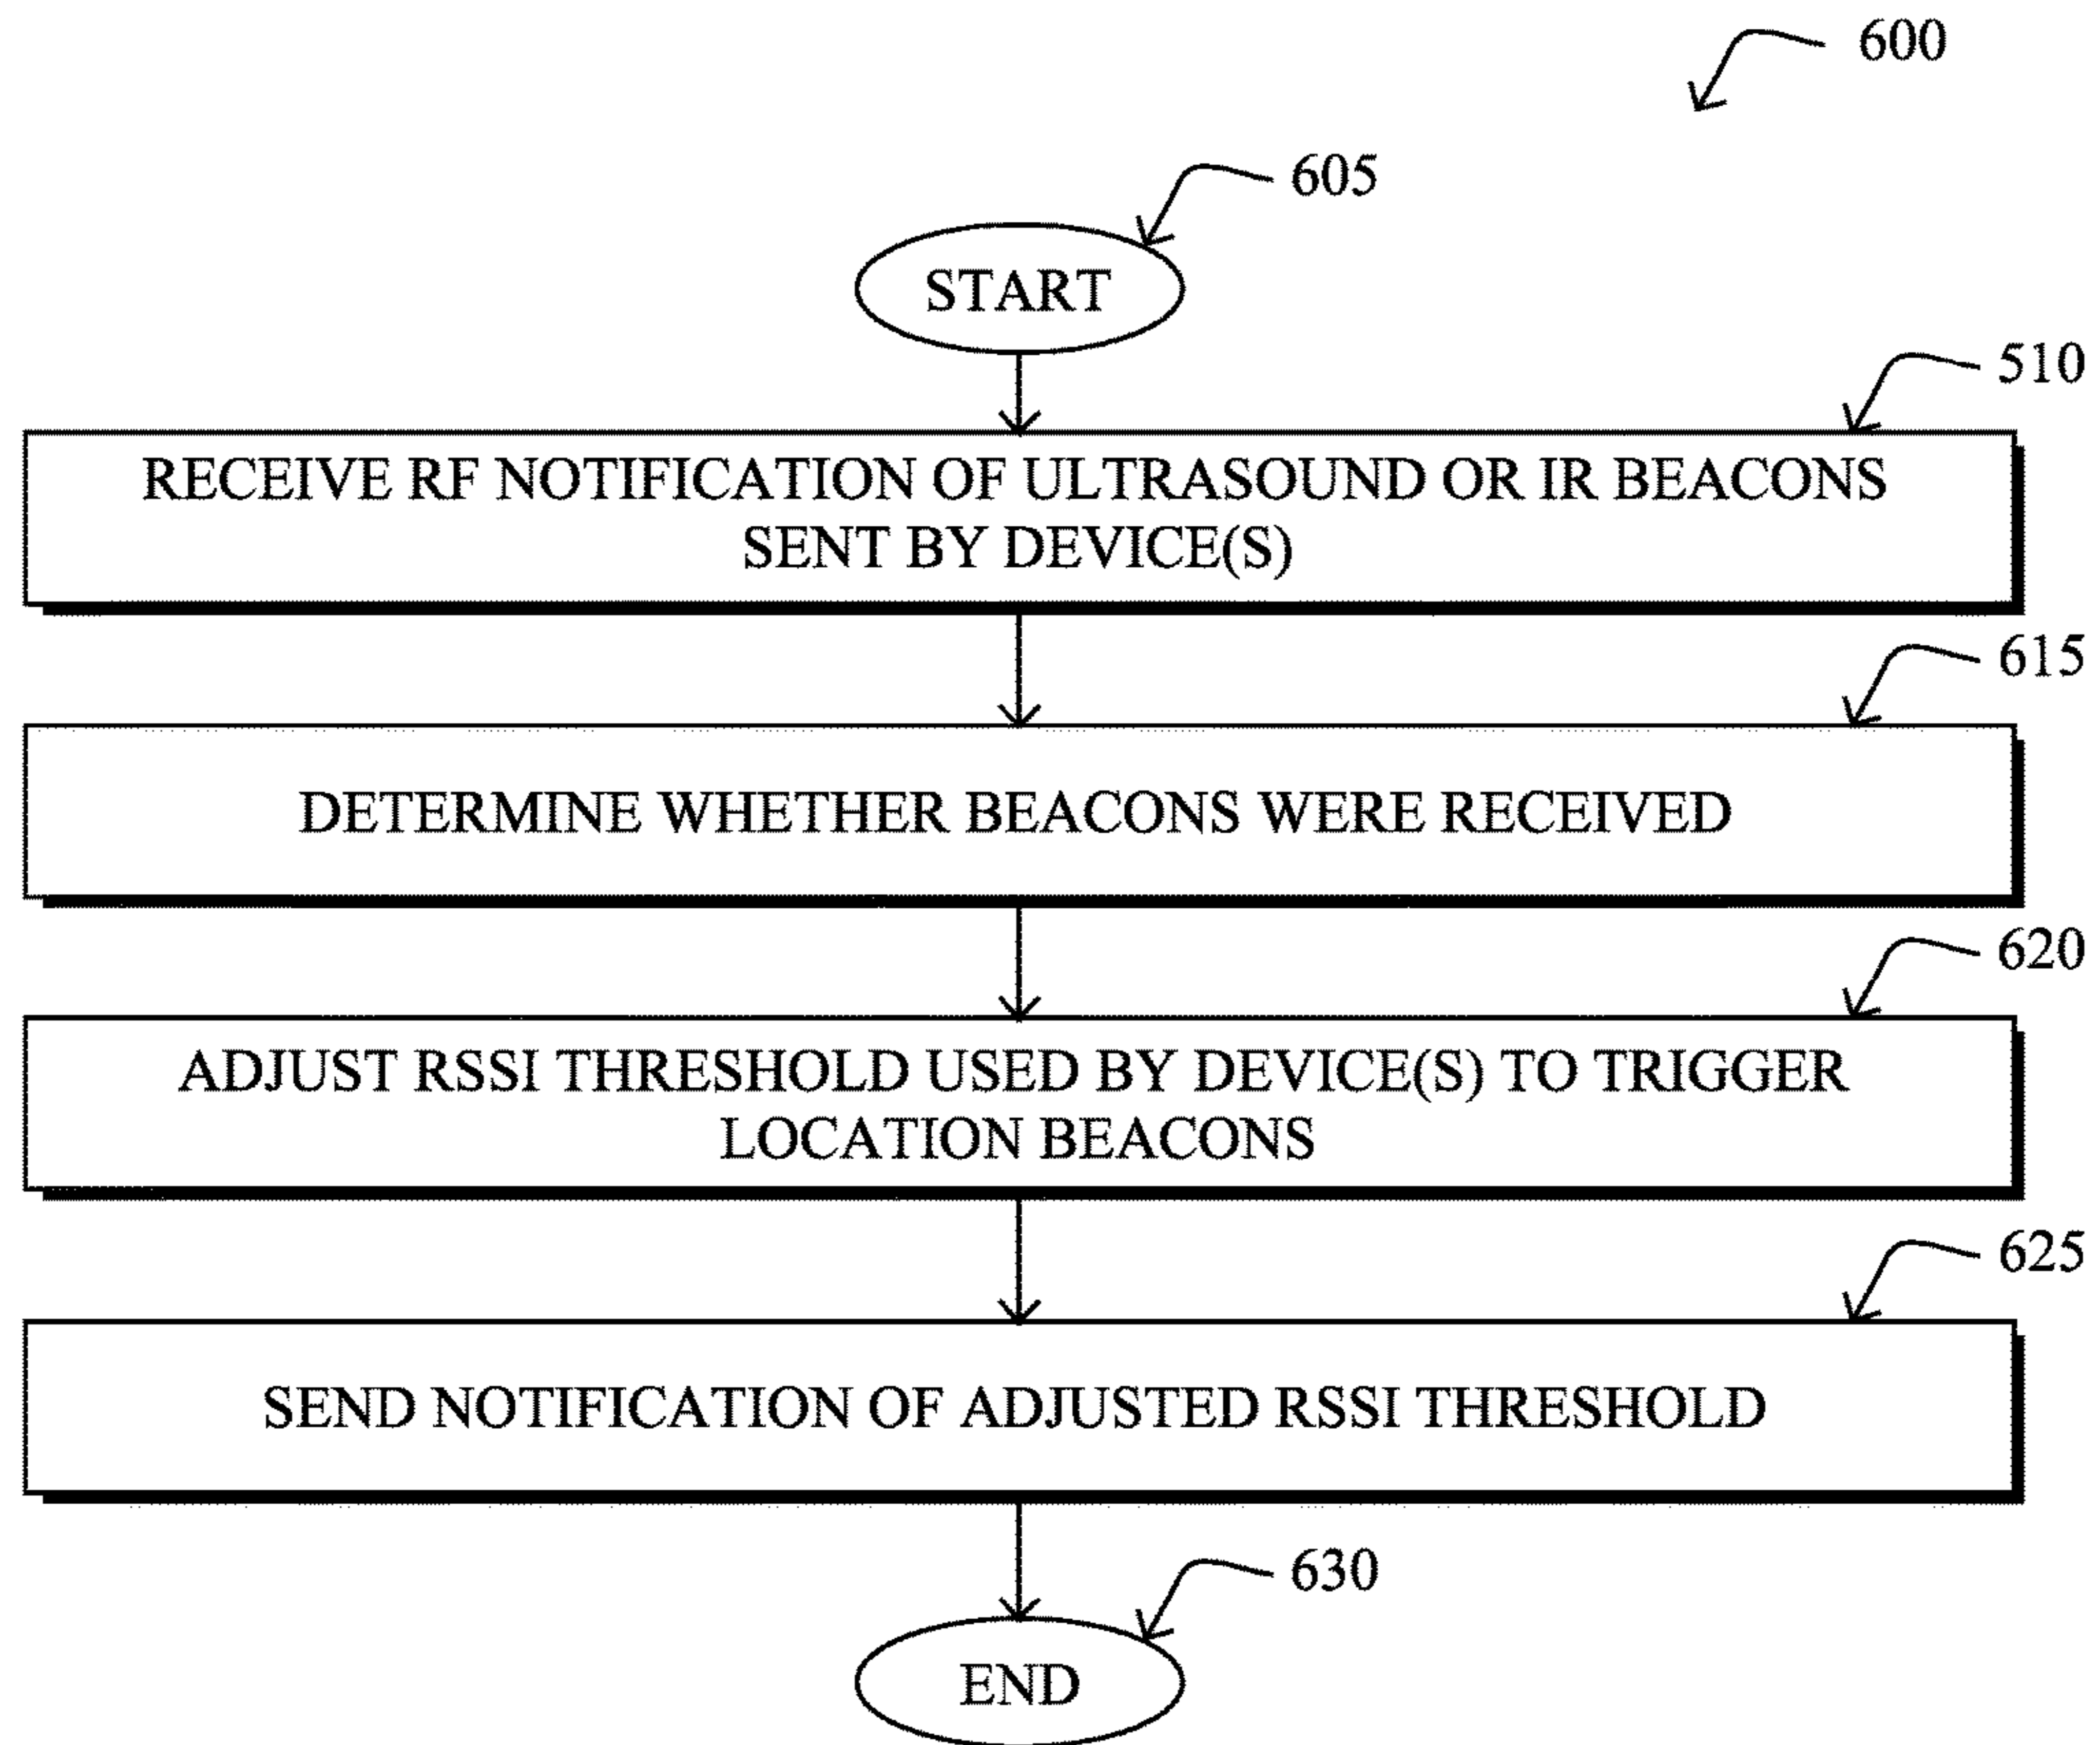 600
605
START
510
RECEIVE RF NOTIFICATION OF ULTRASOUND OR IR BEACONS
SENT BY DEVICE(S)
615
DETERMINE WHETHER BEACONS WERE RECEIVED
620
ADJUST RSSI THRESHOLD USED BY DEVICE(S) TO TRIGGER
LOCATION BEACONS
625
SEND NOTIFICATION OF ADJUSTED RSSI THRESHOLD
630
END